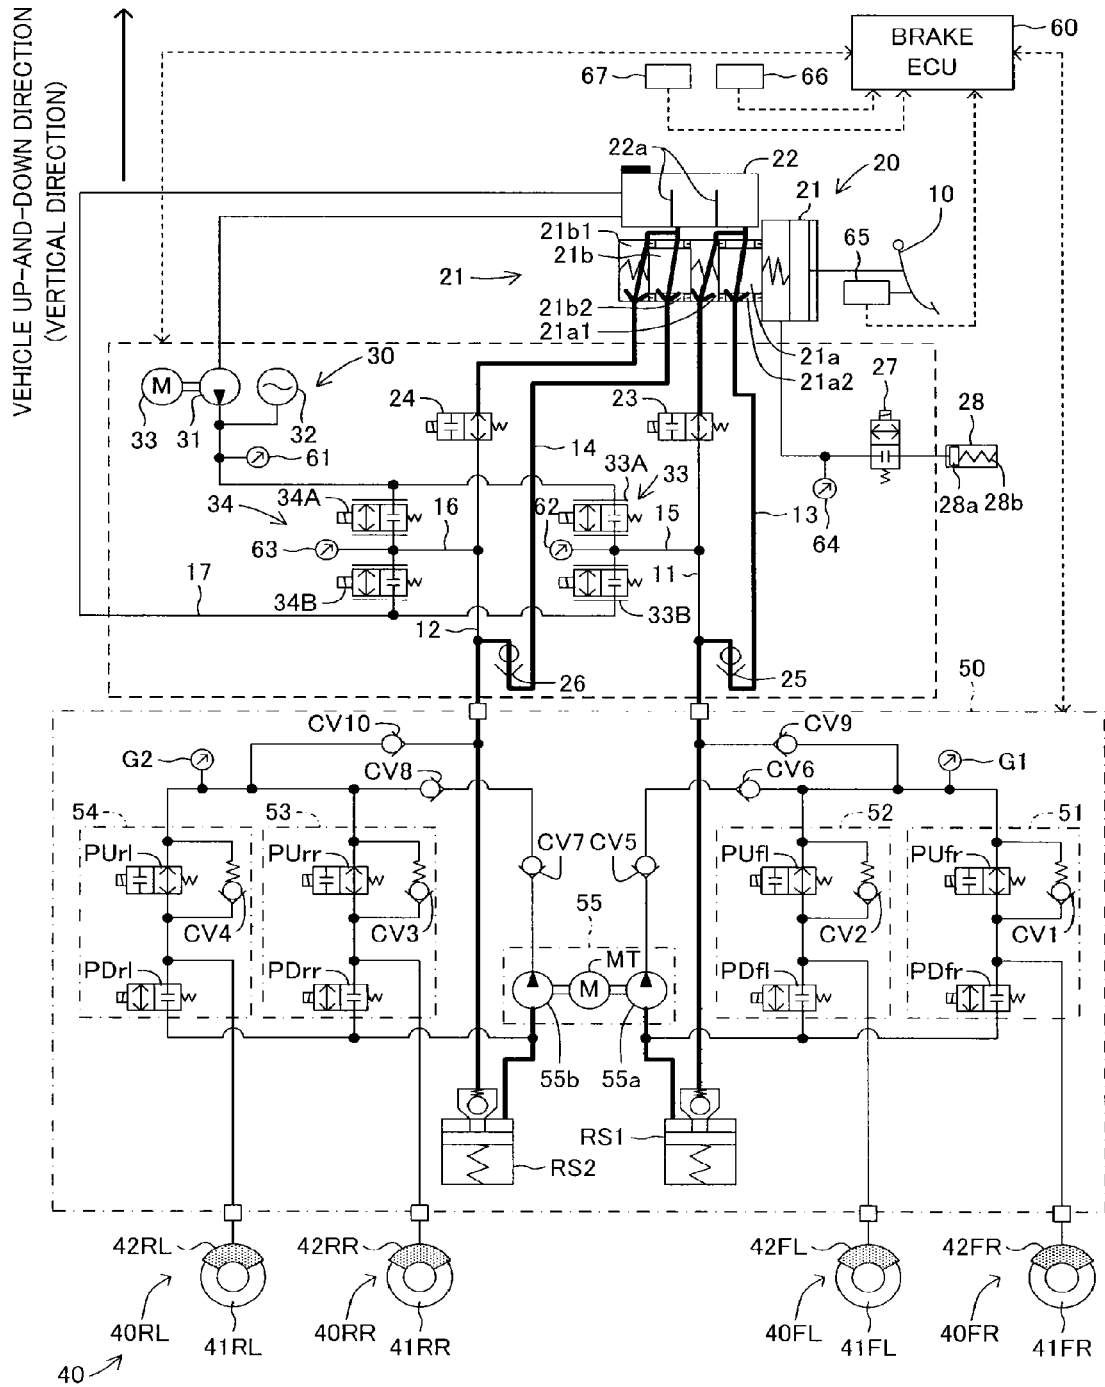 VEHICLE UP-AND-DOWN DIRECTION
(VERTICAL DIRECTION)
BRAKE
ECU
60
67
66
22a
22
20
21
10
21b1
21b
65
21
21b2
21a1
21a
21a2
30
24
23
27
28
M
33
31
32
14
61
33A
33
34A
34
16
62
15
13
28a
28b
63
64
11
17
34B
33B
12
26
25
50
CV10
CV9
G2
CV8
CV6
G1
54
53
52
51
PUrl
PUrr
CV7
CV5
PUfl
PUfr
CV4
CV3
55
CV2
CV1
MT
PDrl
PDrr
M
PDfl
PDfr
55b
55a
RS1
RS2
42RL
42RR
42FL
42FR
40RL
41RL
40RR
41RR
40FL
41FL
40FR
41FR
40